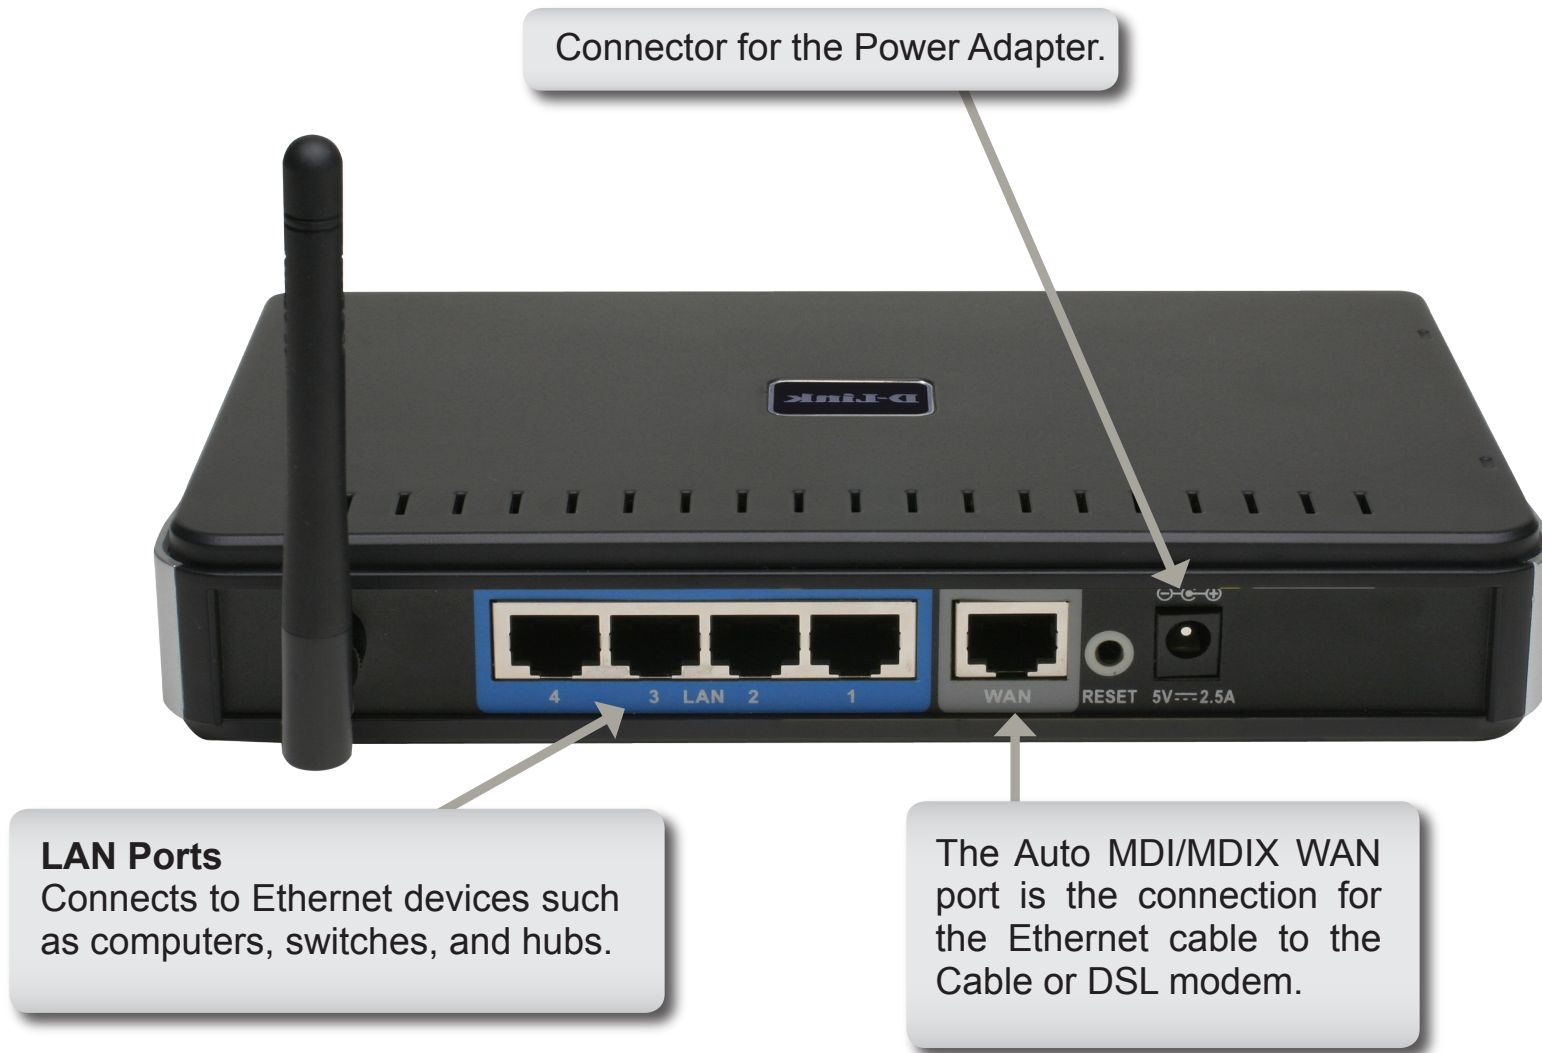 Connector for the Power Adapter.
D-Link
4 3 LAN 2 1
WAN
RESET
5V⎓2.5A
LAN Ports
Connects to Ethernet devices such
as computers, switches, and hubs.
The Auto MDI/MDIX WAN
port is the connection for
the Ethernet cable to the
Cable or DSL modem.